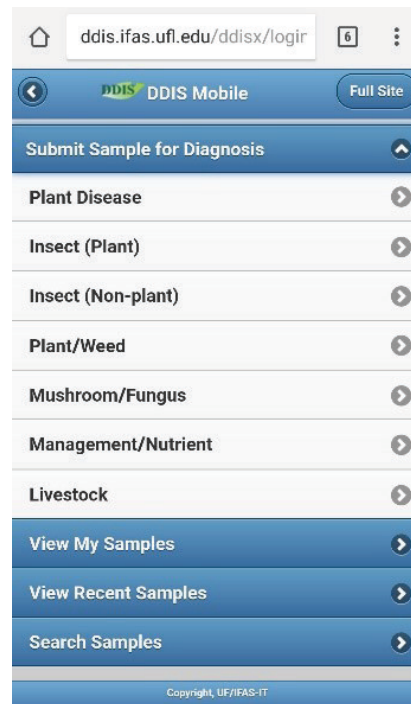 ddis.ifas.ufl.edu/ddisx/login
6
DDIS DDIS Mobile
Full Site
Submit Sample for Diagnosis
Plant Disease
Insect (Plant)
Insect (Non-plant)
Plant/Weed
Mushroom/Fungus
Management/Nutrient
Livestock
View My Samples
View Recent Samples
Search Samples
Copyright, UF/IFAS-IT